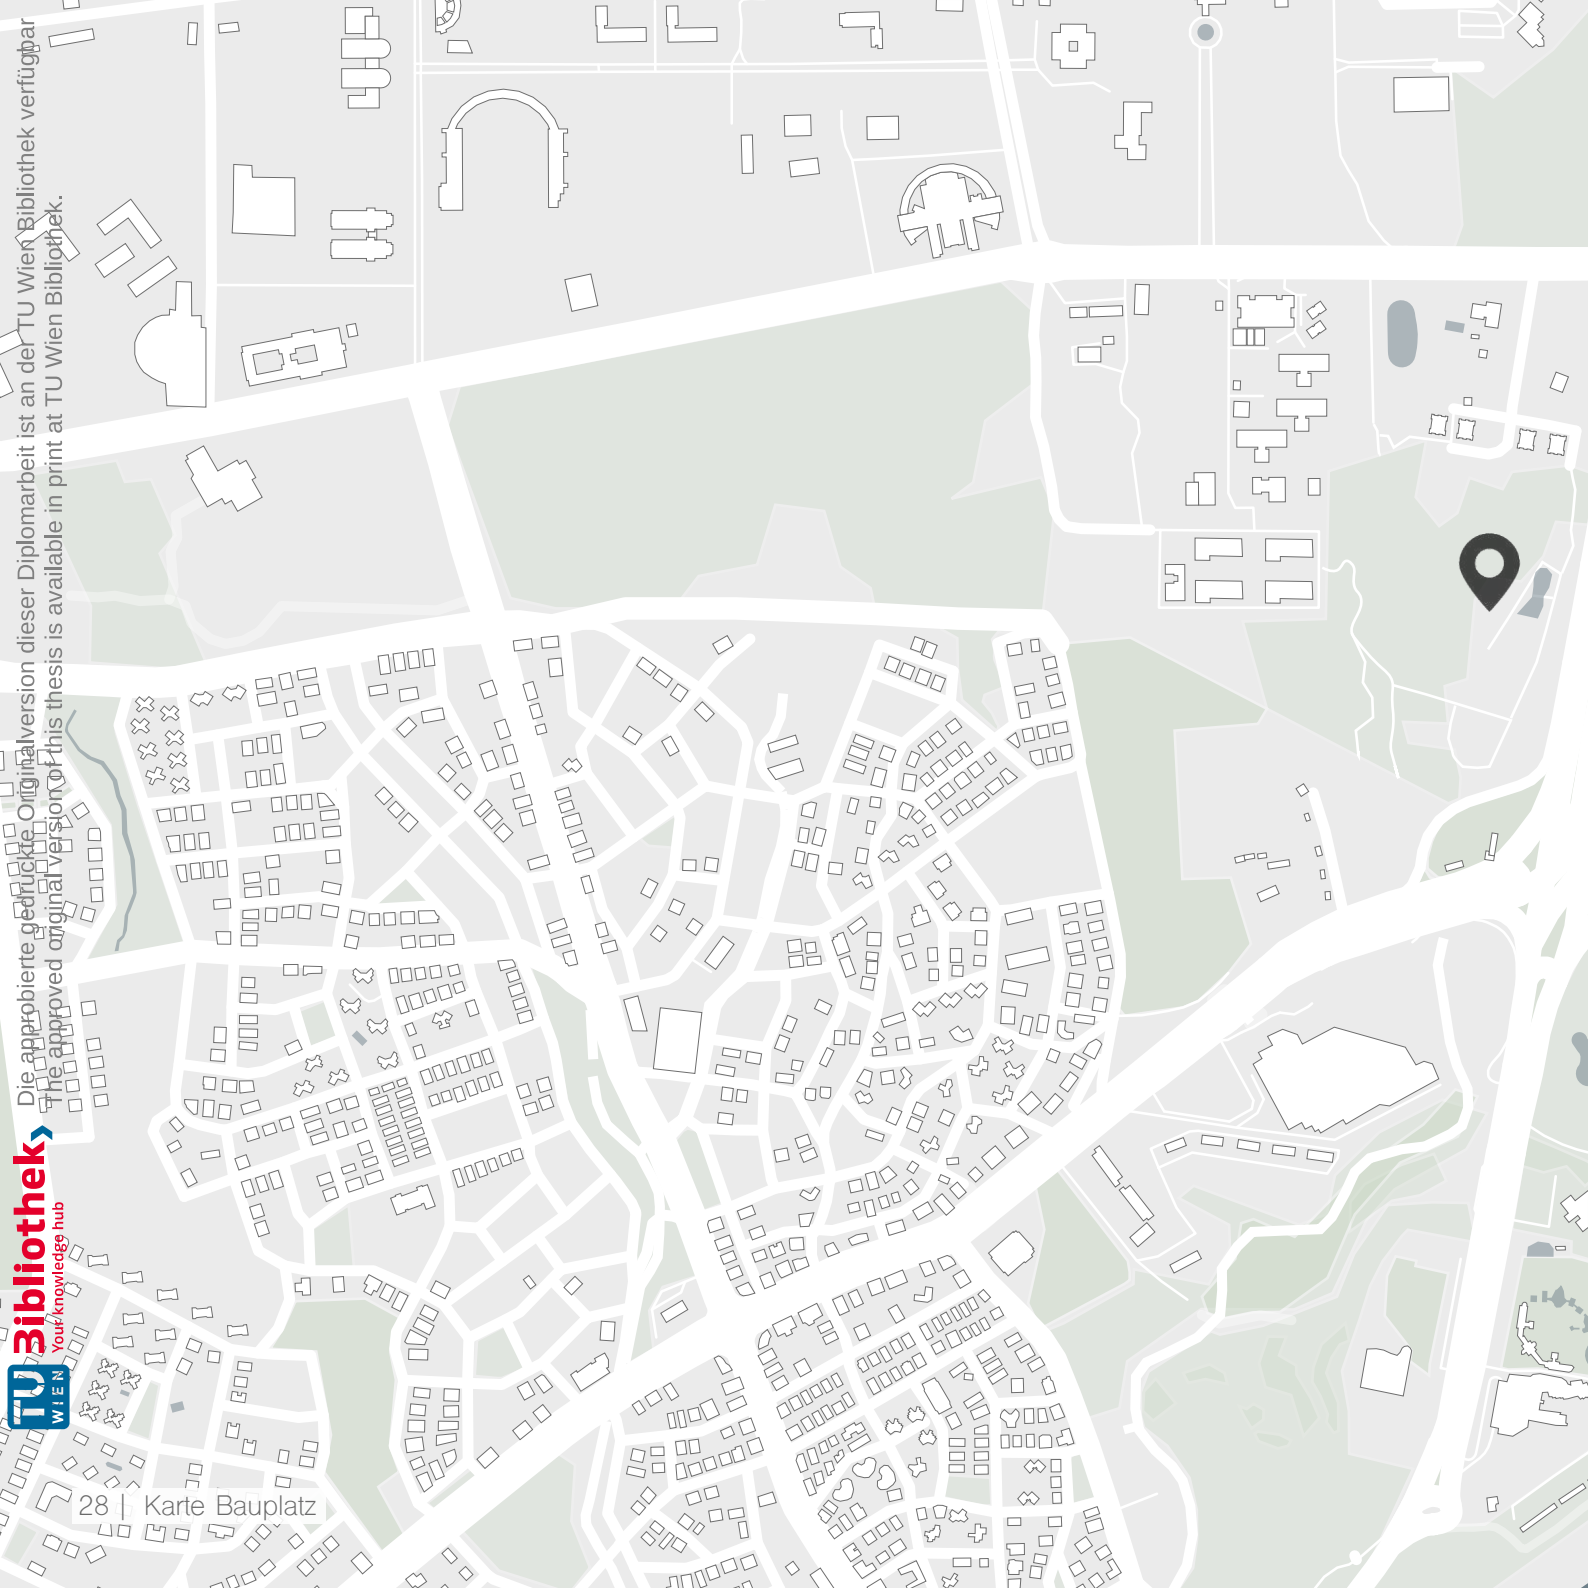 Die approbierte gedruckte Originalversion dieser Diplomarbeit ist an der TU Wien Bibliothek verfügbar
The approved original version of this thesis is available in print at TU Wien Bibliothek.
Bibliothek
Your knowledge hub
TU
WIEN
28 | Karte Bauplatz